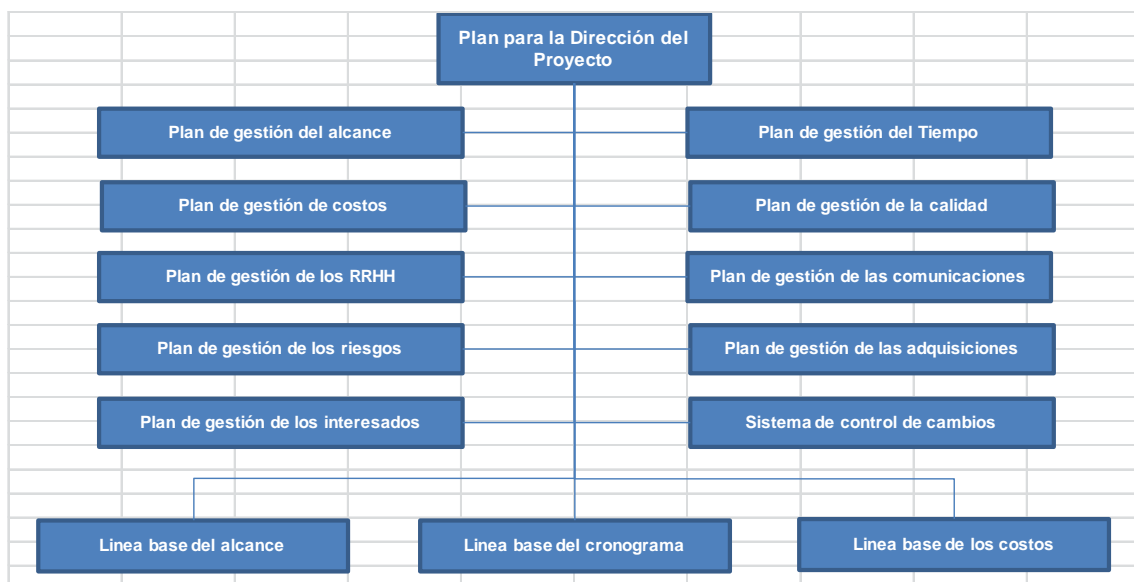 Plan para la Dirección del
Proyecto
Plan de gestión del alcance
Plan de gestión del Tiempo
Plan de gestión de costos
Plan de gestión de la calidad
Plan de gestión de los RRHH
Plan de gestión de las comunicaciones
Plan de gestión de los riesgos
Plan de gestión de las adquisiciones
Plan de gestión de los interesados
Sistema de control de cambios
Linea base del alcance
Linea base del cronograma
Linea base de los costos